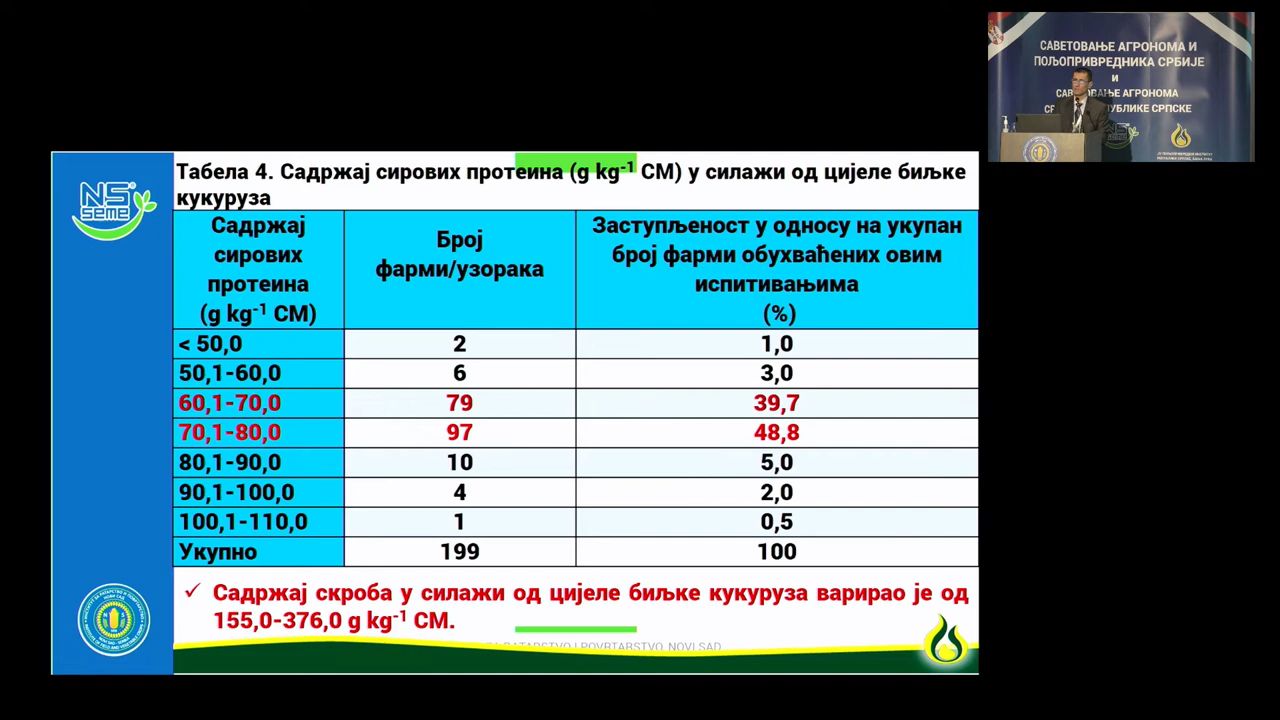 САВЕТОВАЊЕ АГРОНОМА И
ПОЉОПРИВРЕДНИКА СРБИЈЕ
И
САВЕТОВАЊЕ АГРОНОМА
РЕПУБЛИКЕ СРПСКЕ
NS
seme
Табела 4. Садржај сирових протеина (g kg-1 СМ) у силажи од цијеле биљке
кукуруза
Садржај
сирових
протеина
(g kg-1 СМ)
Број
фарми/узорака
Заступљеност у односу на укупан
број фарми обухваћених овим
испитивањима
(%)
< 50,0 2 1,0
50,1-60,0 6 3,0
60,1-70,0 79 39,7
70,1-80,0 97 48,8
80,1-90,0 10 5,0
90,1-100,0 4 2,0
100,1-110,0 1 0,5
Укупно 199 100
✓ Садржај скроба у силажи од цијеле биљке кукуруза варирао је од
155,0-376,0 g kg-1 СМ.
RATARSTVO I POVRTARSTVO, NOVI SAD